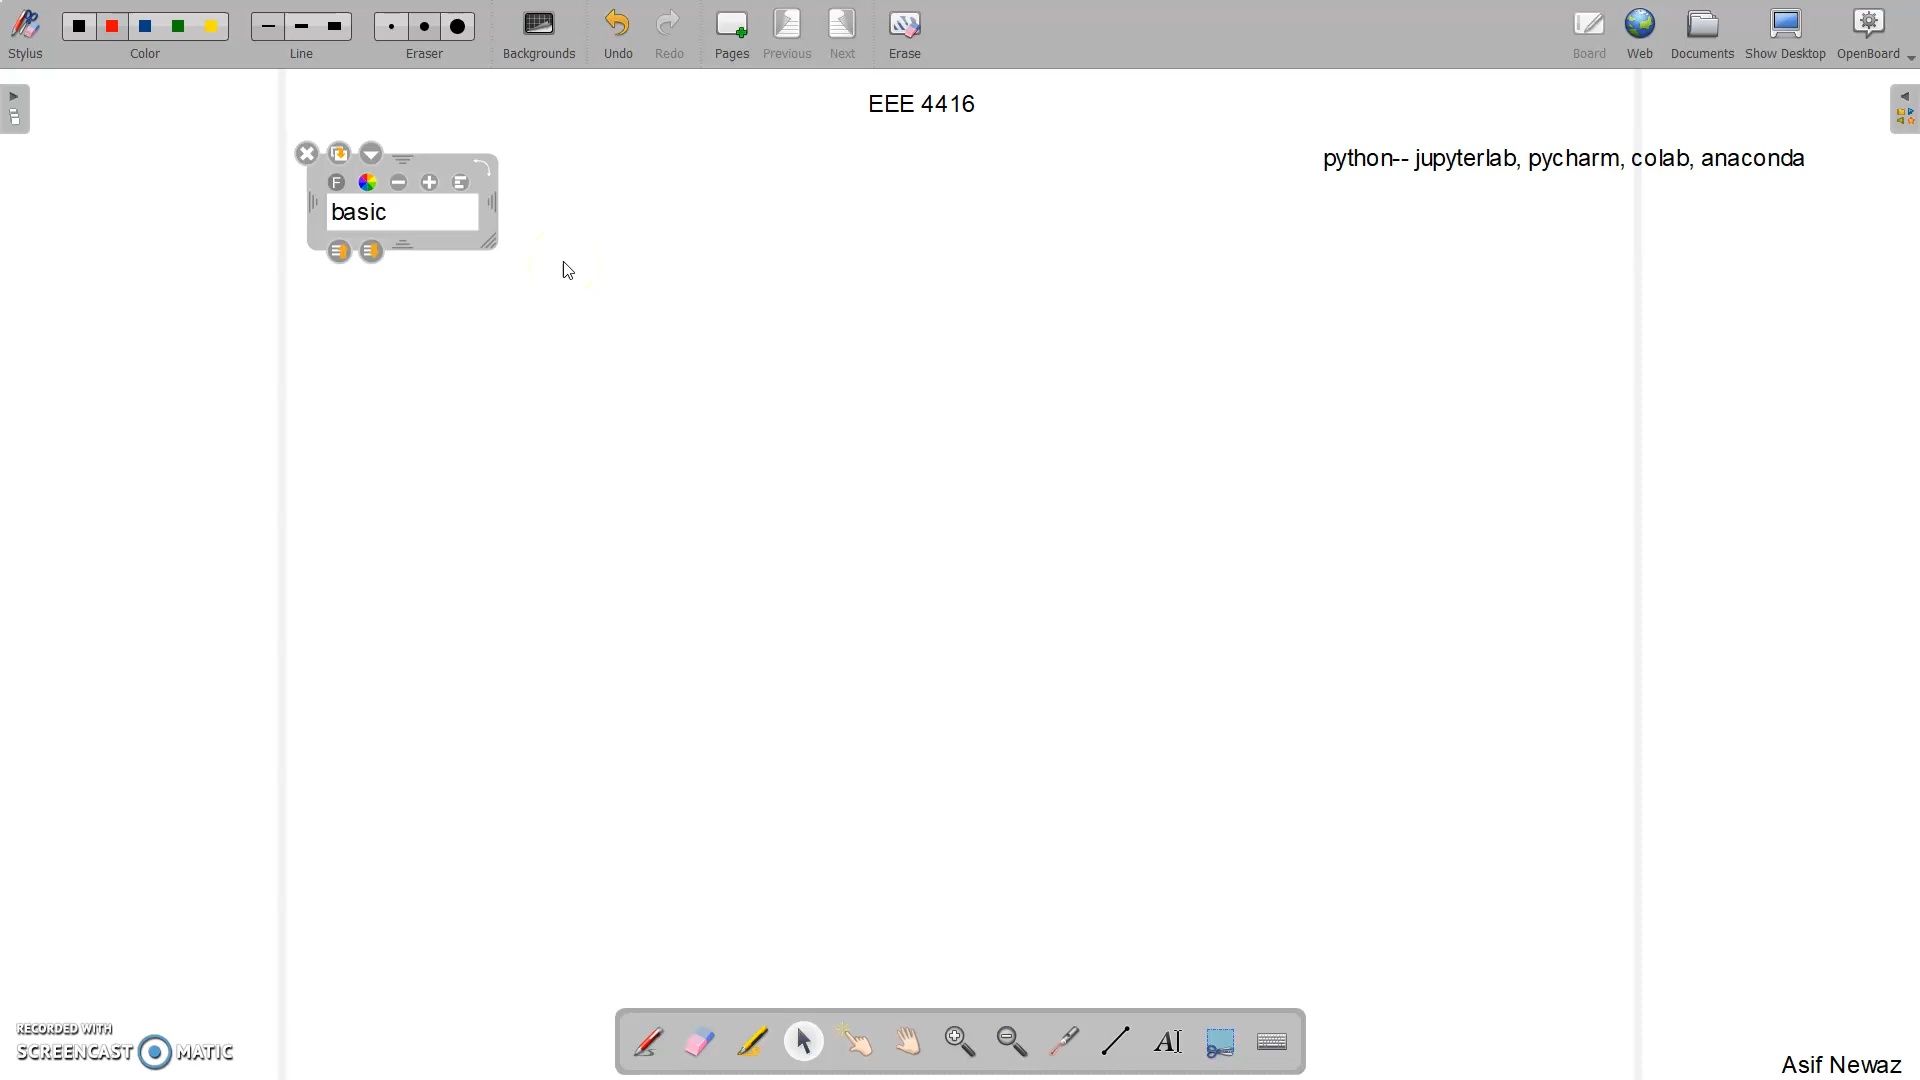 Stylus
Color
Line
Eraser
Backgrounds
Undo
Redo
Pages
Previous
Next
Erase
Board
Web
Documents
Show Desktop
OpenBoard
EEE 4416
python-- jupyterlab, pycharm, colab, anaconda
F
basic
RECORDED WITH
SCREENCAST MATIC
AI
Asif Newaz